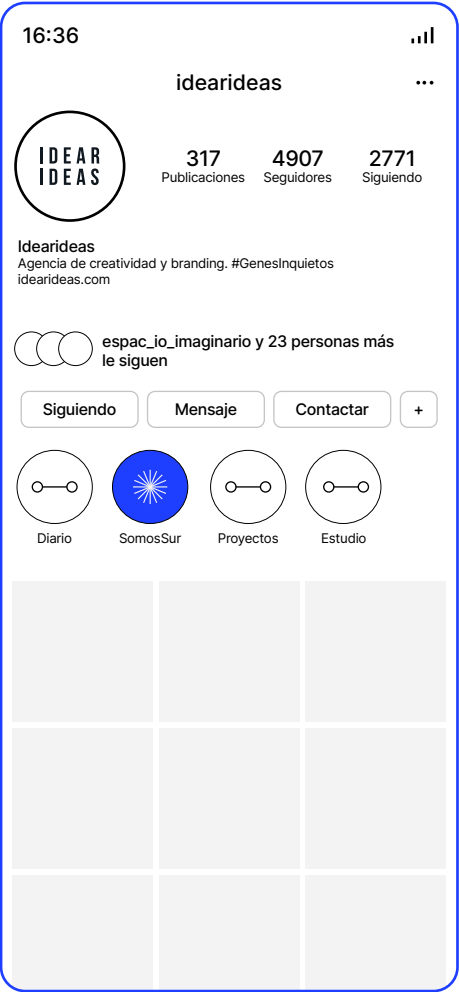 16:36
idearideas
IDEAR
IDEAS
317
4907
2771
Publicaciones
Seguidores
Siguiendo
Idearideas
Agencia de creatividad y branding. #GenesInquietos
idearideas.com
espac_io_imaginario y 23 personas más
le siguen
Siguiendo
Mensaje
Contactar
+
Diario
SomosSur
Proyectos
Estudio